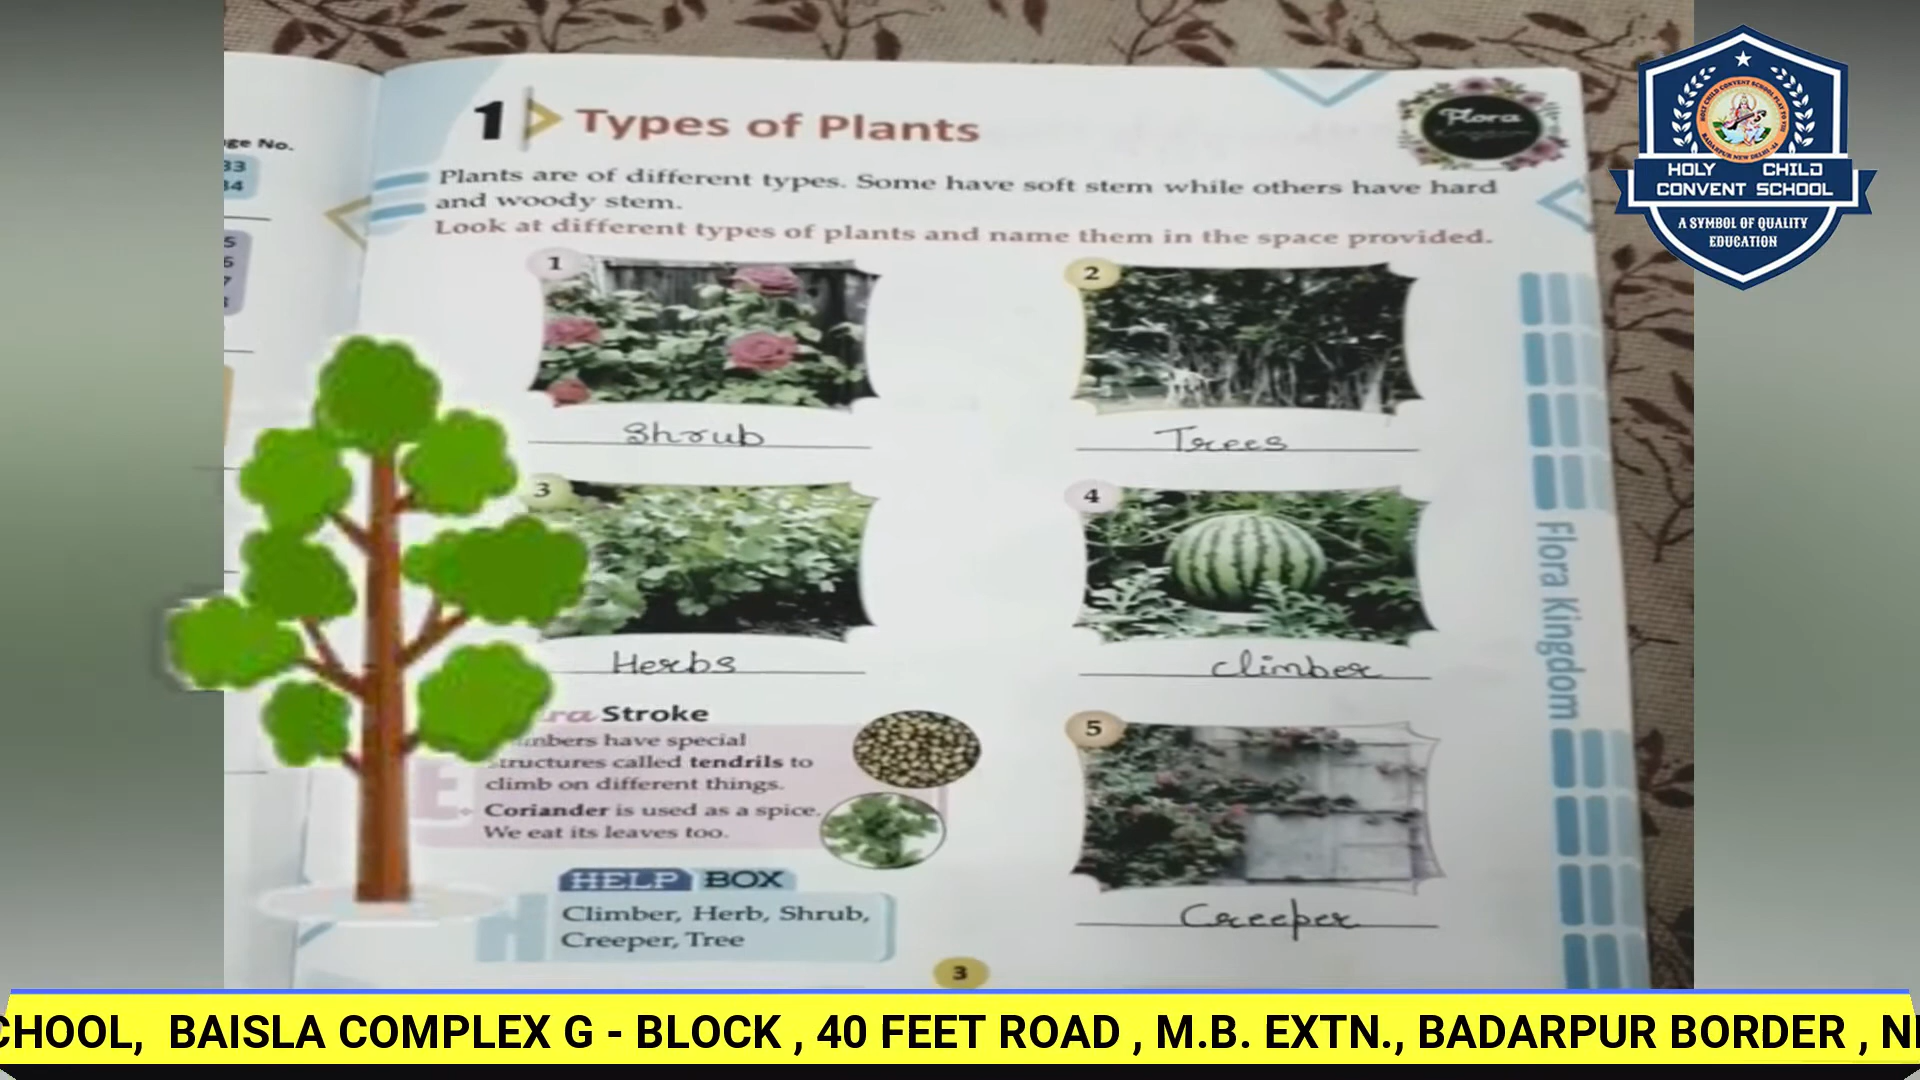 ge No.
33
34
5
6
7
1 Types of Plants
Flora
Kingdom
Plants are of different types. Some have soft stem while others have hard
and woody stem.
Look at different types of plants and name them in the space provided.
1
2
Shrub
Trees
3
4
Herbs
climber
Stroke
have special
structures called tendrils to
climb on different things.
Coriander is used as a spice.
We eat its leaves too.
5
Creeper
HELP BOX
Climber, Herb, Shrub,
Creeper, Tree
3
Flora Kingdom
HOLY CHILD
CONVENT SCHOOL
A SYMBOL OF QUALITY
EDUCATION
CHOOL, BAISLA COMPLEX G - BLOCK , 40 FEET ROAD , M.B. EXTN., BADARPUR BORDER , N